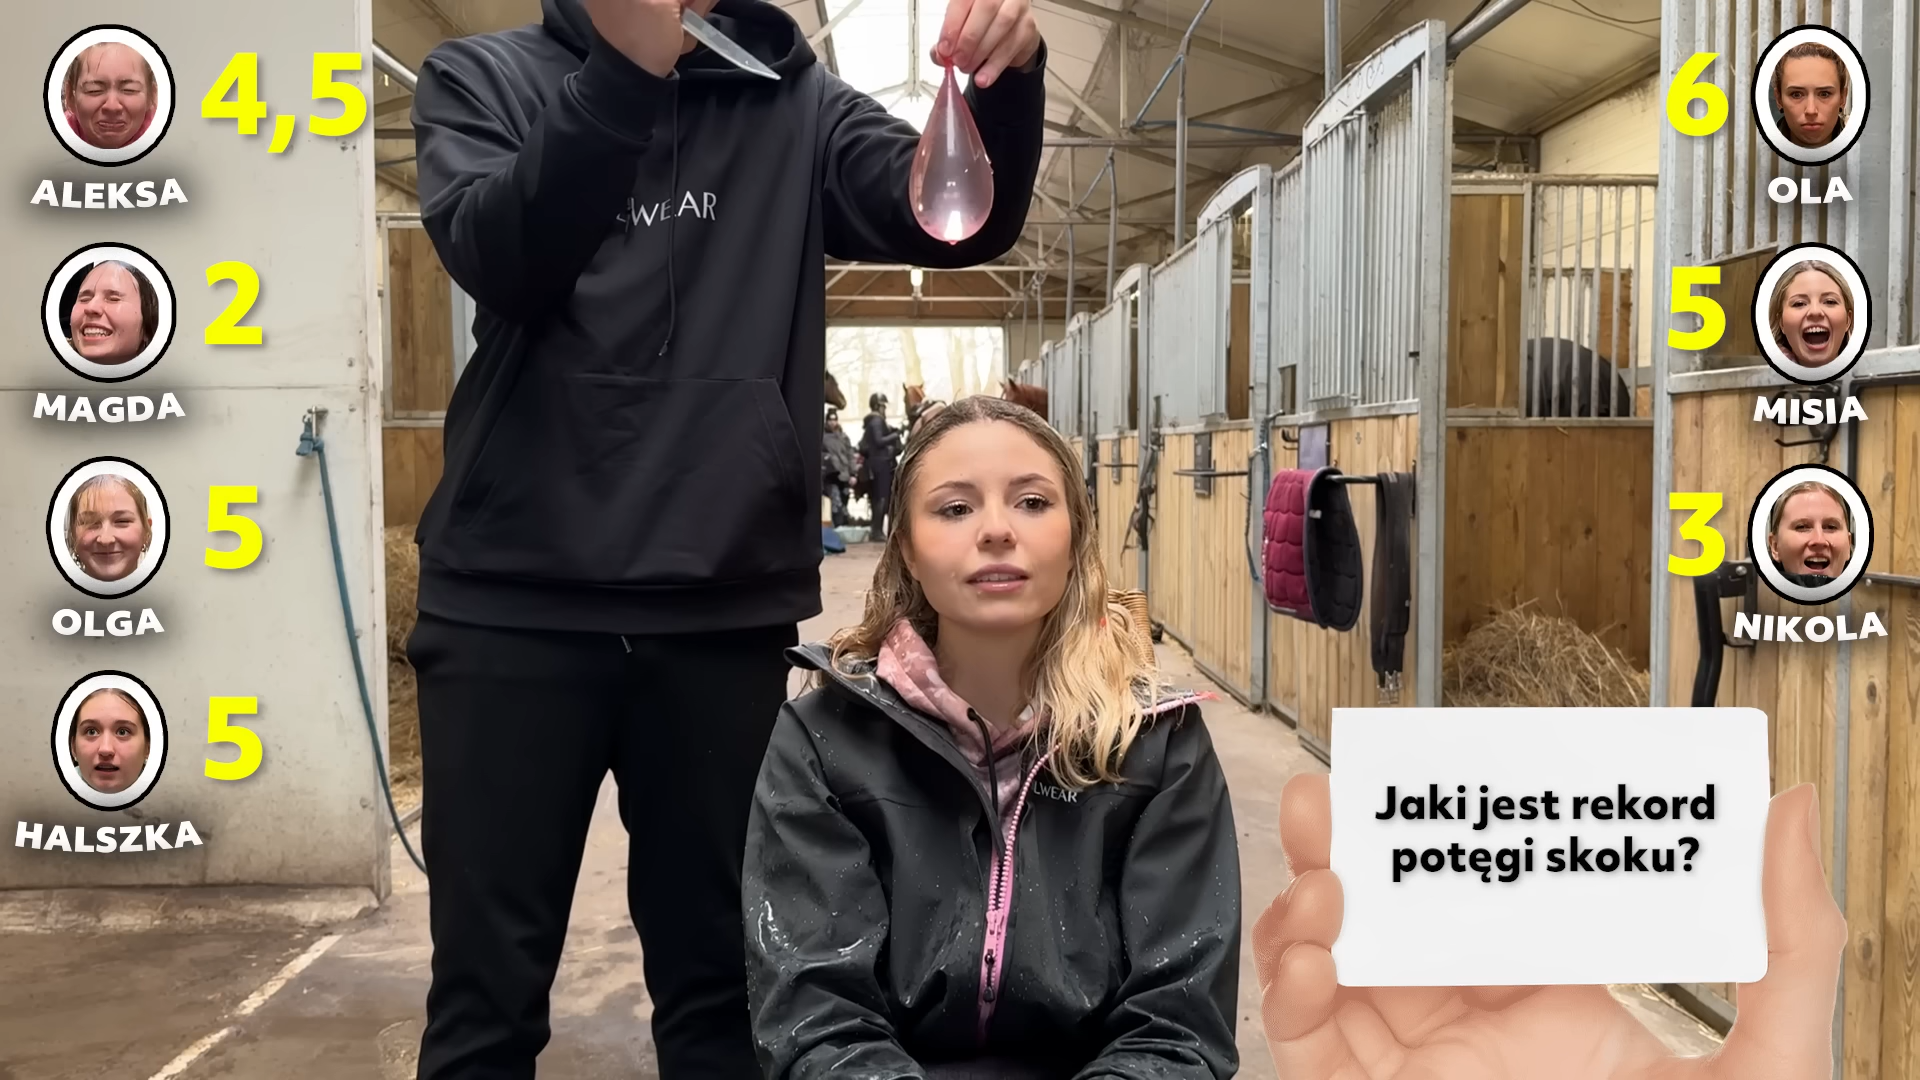 4,5
ALEKSA
2
MAGDA
5
OLGA
5
HALSZKA
WEAR
LWEAR
6
OLA
5
MISIA
3
NIKOLA
Jaki jest rekord
potęgi skoku?